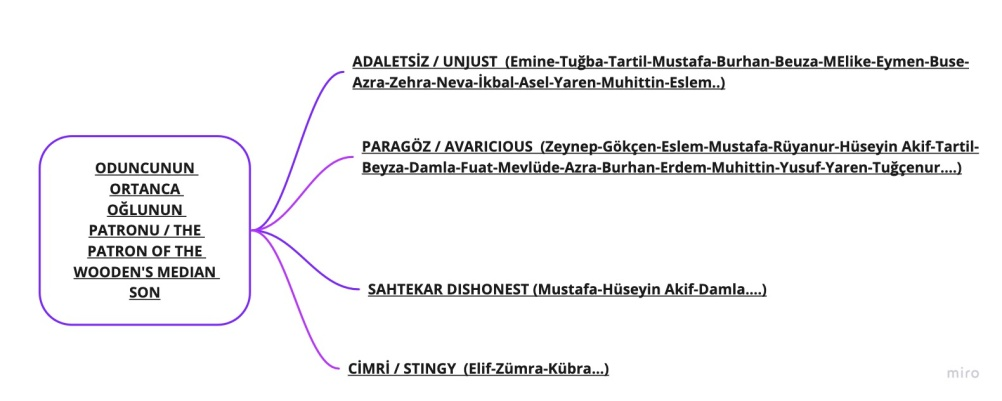 ODUNCUNUN
ORTANCA
OĞLUNUN
PATRONU / THE
PATRON OF THE
WOODEN'S MEDIAN
SON
ADALETSİZ / UNJUST (Emine-Tuğba-Tartil-Mustafa-Burhan-Beuza-MElike-Eymen-Buse-
Azra-Zehra-Neva-İkbal-Asel-Yaren-Muhittin-Eslem..)
PARAGÖZ / AVARICIOUS (Zeynep-Gökçen-Eslem-Mustafa-Rüyanur-Hüseyin Akif-Tartil-
Beyza-Damla-Fuat-Mevlüde-Azra-Burhan-Erdem-Muhittin-Yusuf-Yaren-Tuğçenur....)
SAHTEKAR DISHONEST (Mustafa-Hüseyin Akif-Damla....)
CİMRİ / STINGY (Elif-Zümra-Kübra...)
miro